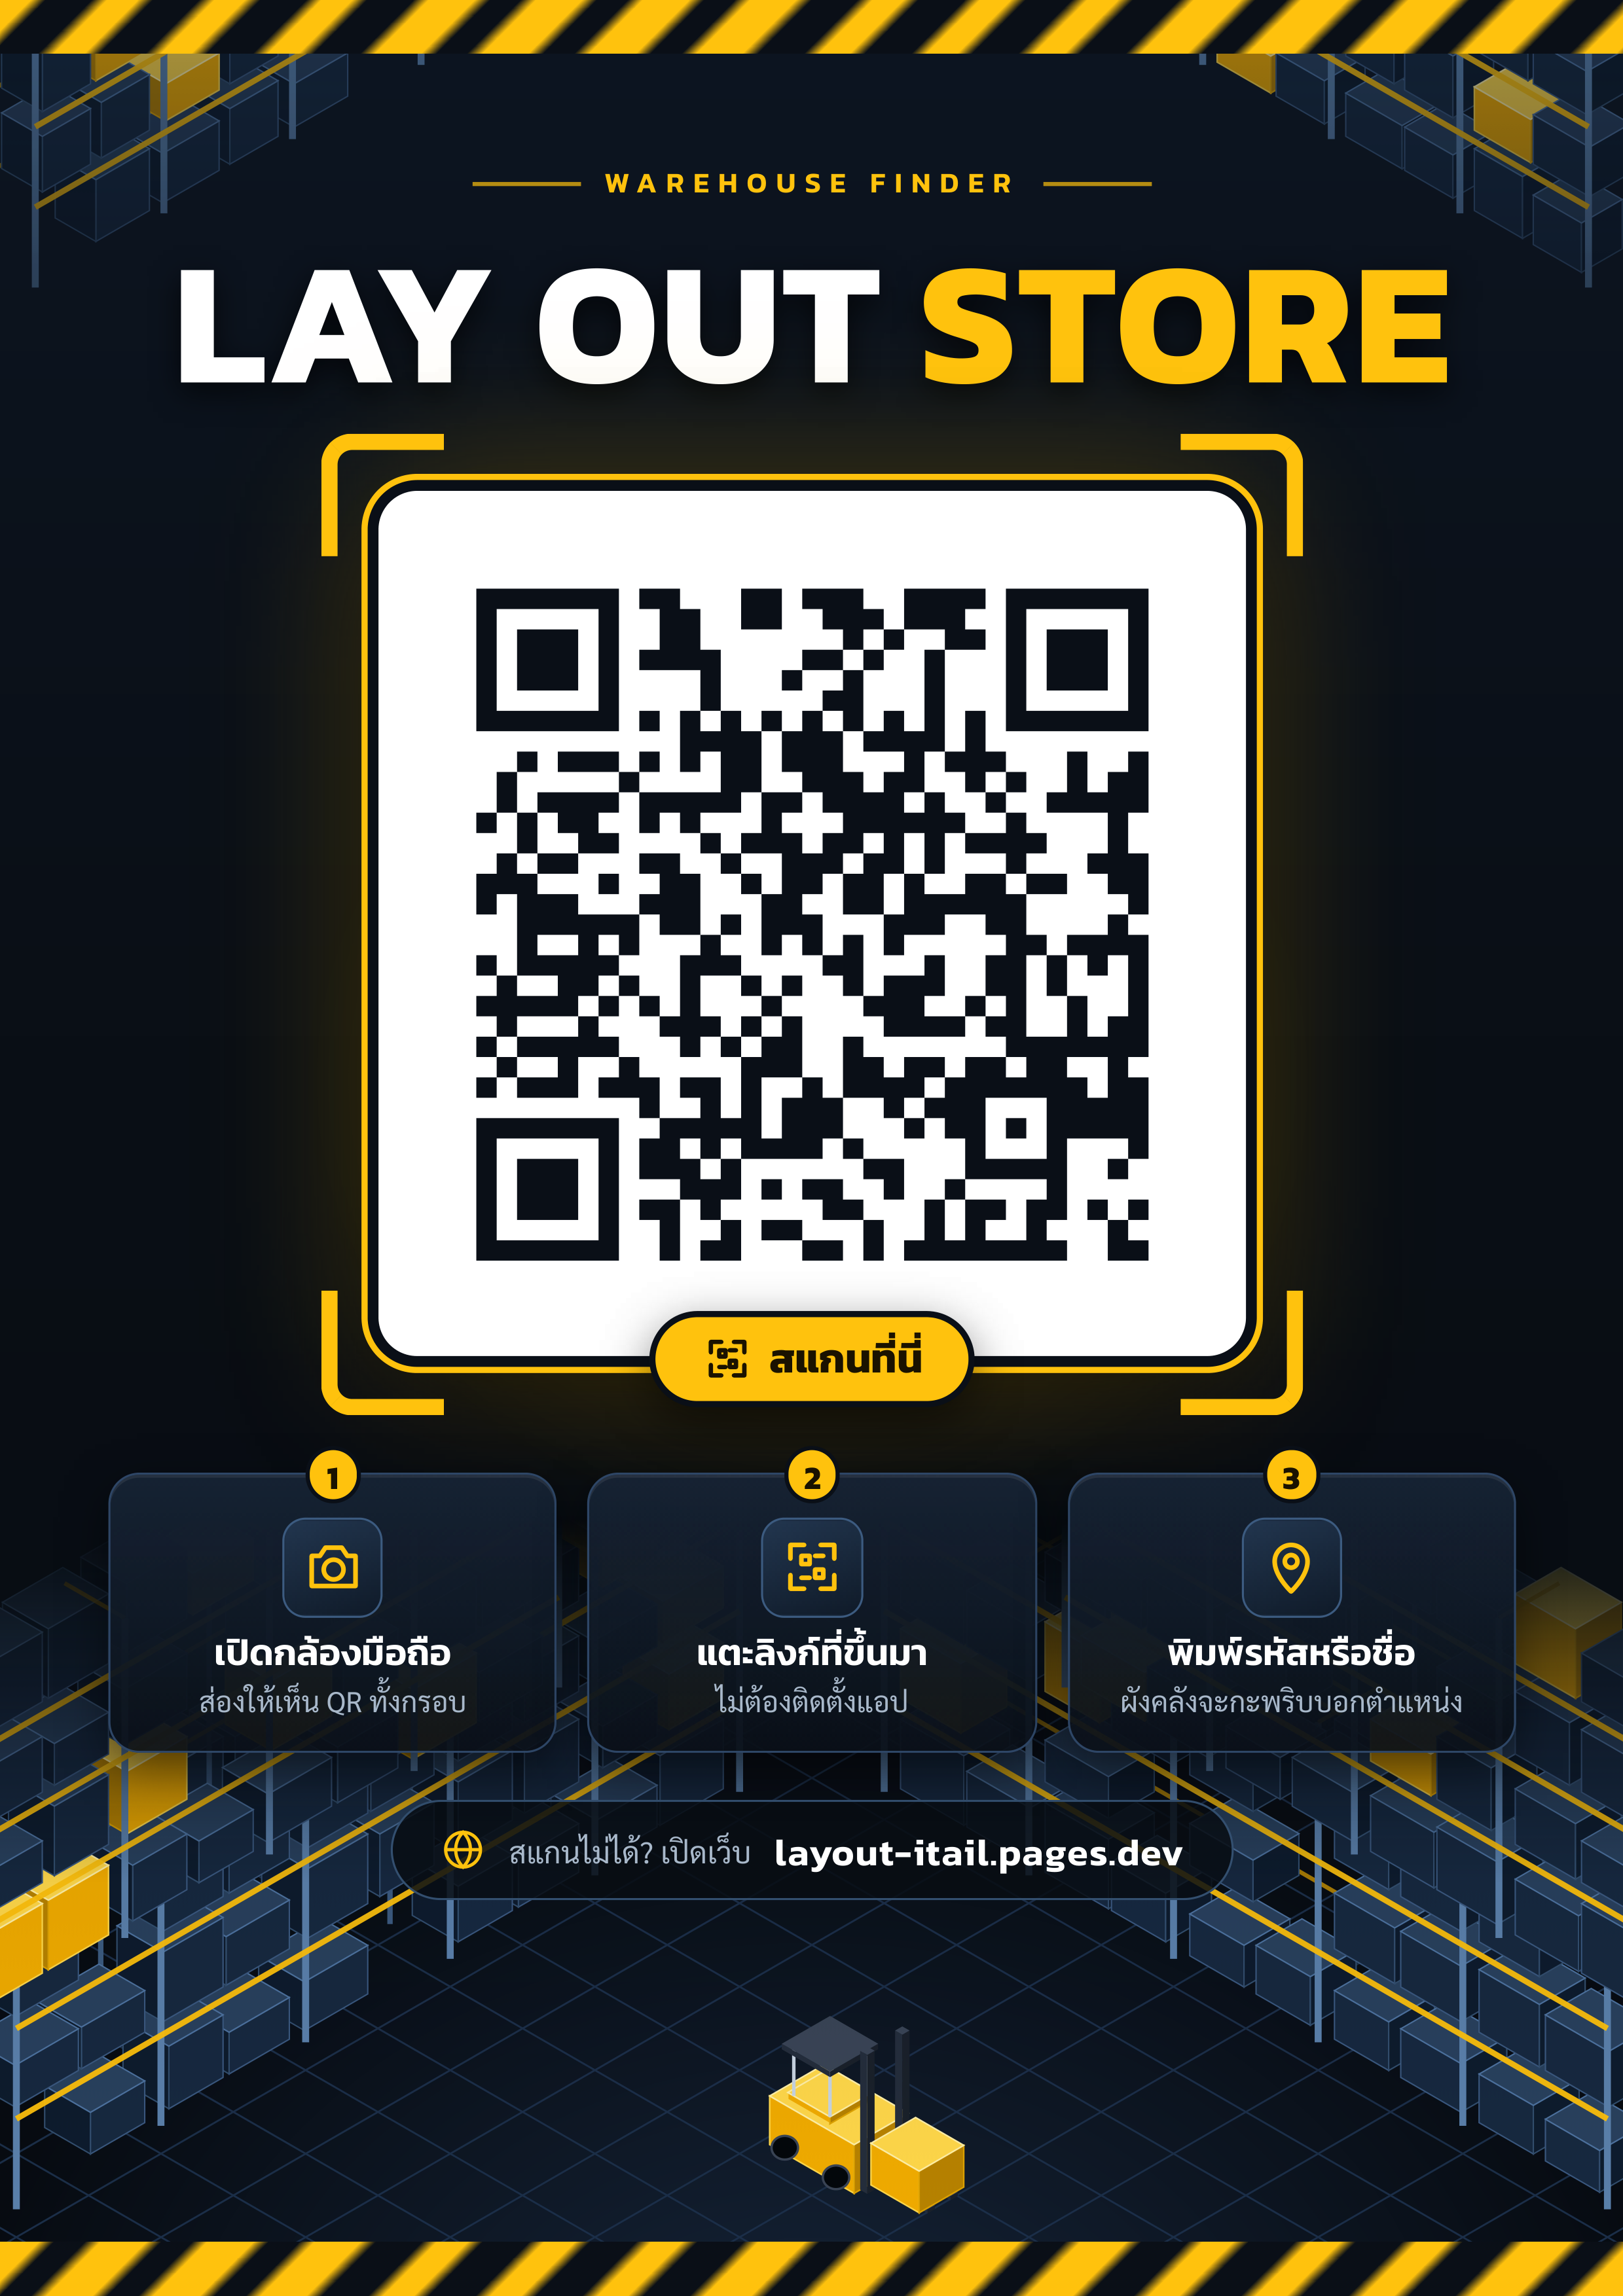 WAREHOUSE FINDER
LAY OUT STORE
สแกนที่นี่
1
เปิดกล้องมือถือ
ส่องให้เห็น QR ทั้งกรอบ
2
แตะลิงก์ที่ขึ้นมา
ไม่ต้องติดตั้งแอป
3
พิมพ์รหัสหรือชื่อ
ผังคลังจะกะพริบบอกตำแหน่ง
สแกนไม่ได้? เปิดเว็บ layout-itail.pages.dev